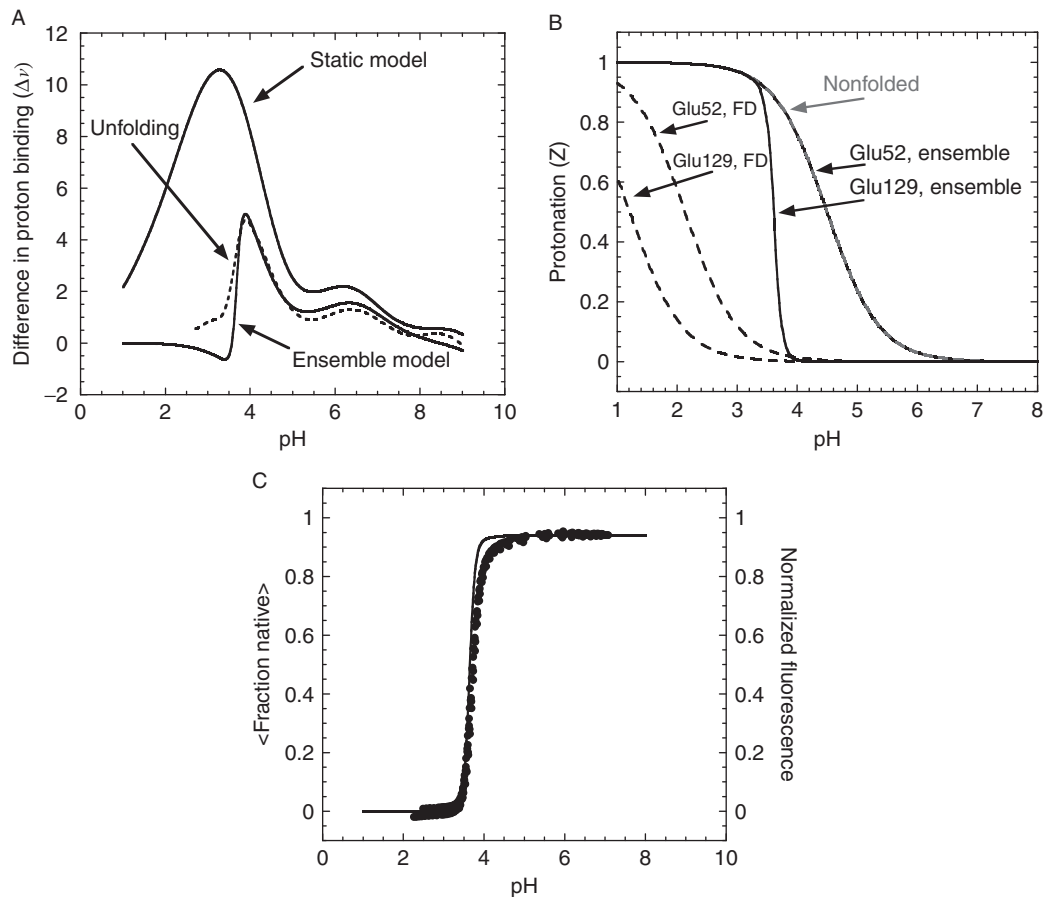 A
12
10
8
6
4
2
0
−2
Difference in proton binding (Δν)
Static model
Unfolding
Ensemble model
0 2 4 6 8 10
pH
B
1
0.8
0.6
0.4
0.2
0
Protonation (Z)
Nonfolded
Glu52, FD
Glu129, FD
Glu52, ensemble
Glu129, ensemble
1 2 3 4 5 6 7 8
pH
C
1
0.8
0.6
0.4
0.2
0
<Fraction native>
1
0.8
0.6
0.4
0.2
0
Normalized fluorescence
0 2 4 6 8 10
pH